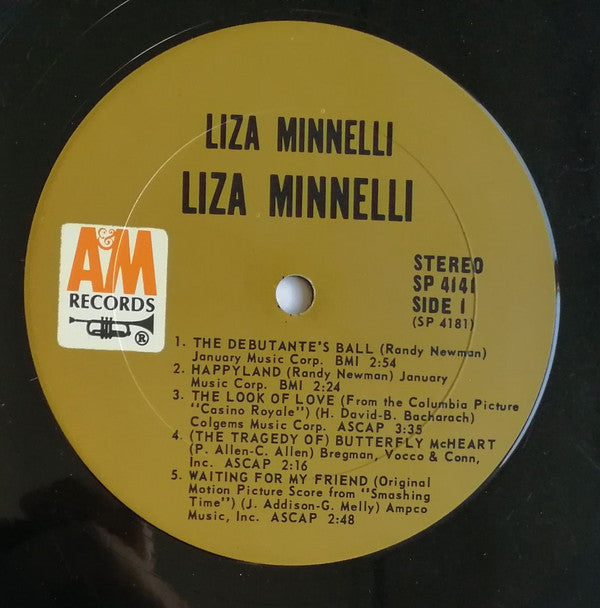 LIZA MINNELLI
LIZA MINNELLI
A&M
RECORDS
®
STEREO
SP 4141
SIDE 1
(SP 4181)
1. THE DEBUTANTE'S BALL (Randy Newman)
January Music Corp. BMI 2:54
2. HAPPYLAND (Randy Newman) January
Music Corp. BMI 2:24
3. THE LOOK OF LOVE (From the Columbia Picture
"Casino Royale") (H. David-B. Bacharach)
Colgems Music Corp. ASCAP 3:35
4. (THE TRAGEDY OF) BUTTERFLY McHEART
(P. Allen-C. Allen) Bregman, Vocco & Conn,
Inc. ASCAP 2:16
5. WAITING FOR MY FRIEND (Original
Motion Picture Score from "Smashing
Time") (J. Addison-G. Melly) Ampco
Music, Inc. ASCAP 2:48